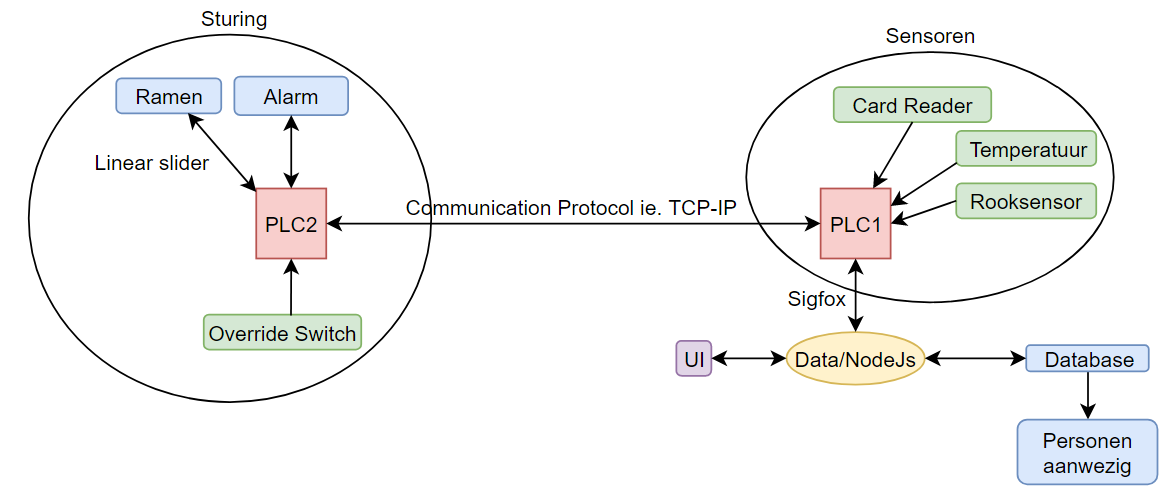 Sturing
Sensoren
Ramen
Alarm
Card Reader
Linear slider
Temperatuur
Rooksensor
PLC2
Communication Protocol ie. TCP-IP
PLC1
Sigfox
Override Switch
UI
Data/NodeJs
Database
Personen
aanwezig